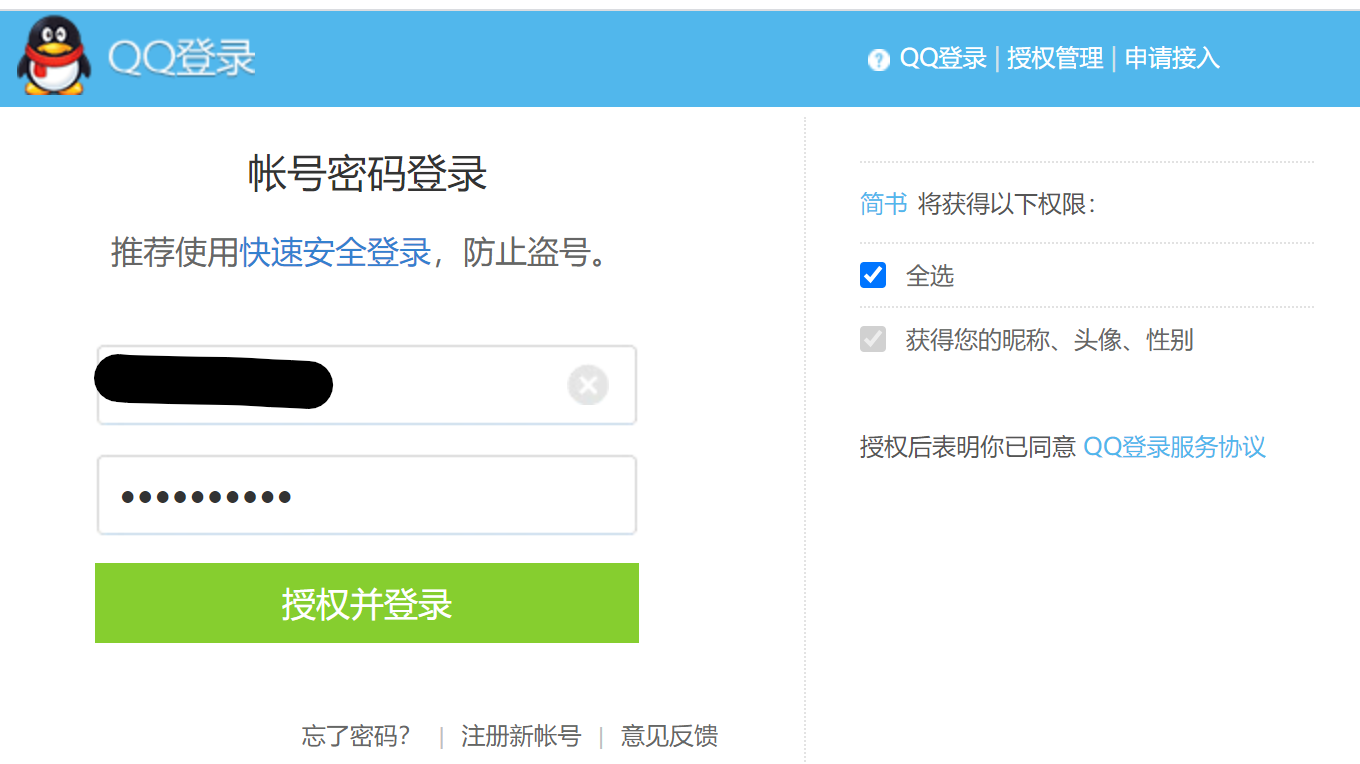 QQ登录
QQ登录 | 授权管理 | 申请接入
帐号密码登录
推荐使用快速安全登录，防止盗号。
授权并登录
忘了密码？ | 注册新帐号 | 意见反馈
简书 将获得以下权限：
全选
获得您的昵称、头像、性别
授权后表明你已同意 QQ登录服务协议